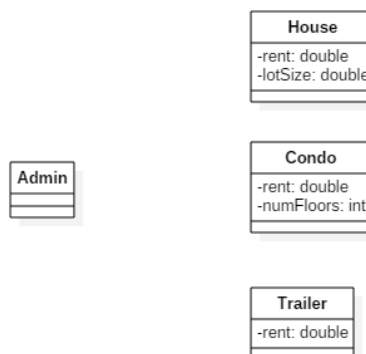 House
-rent: double
-lotSize: double
Admin
Condo
-rent: double
-numFloors: int
Trailer
-rent: double